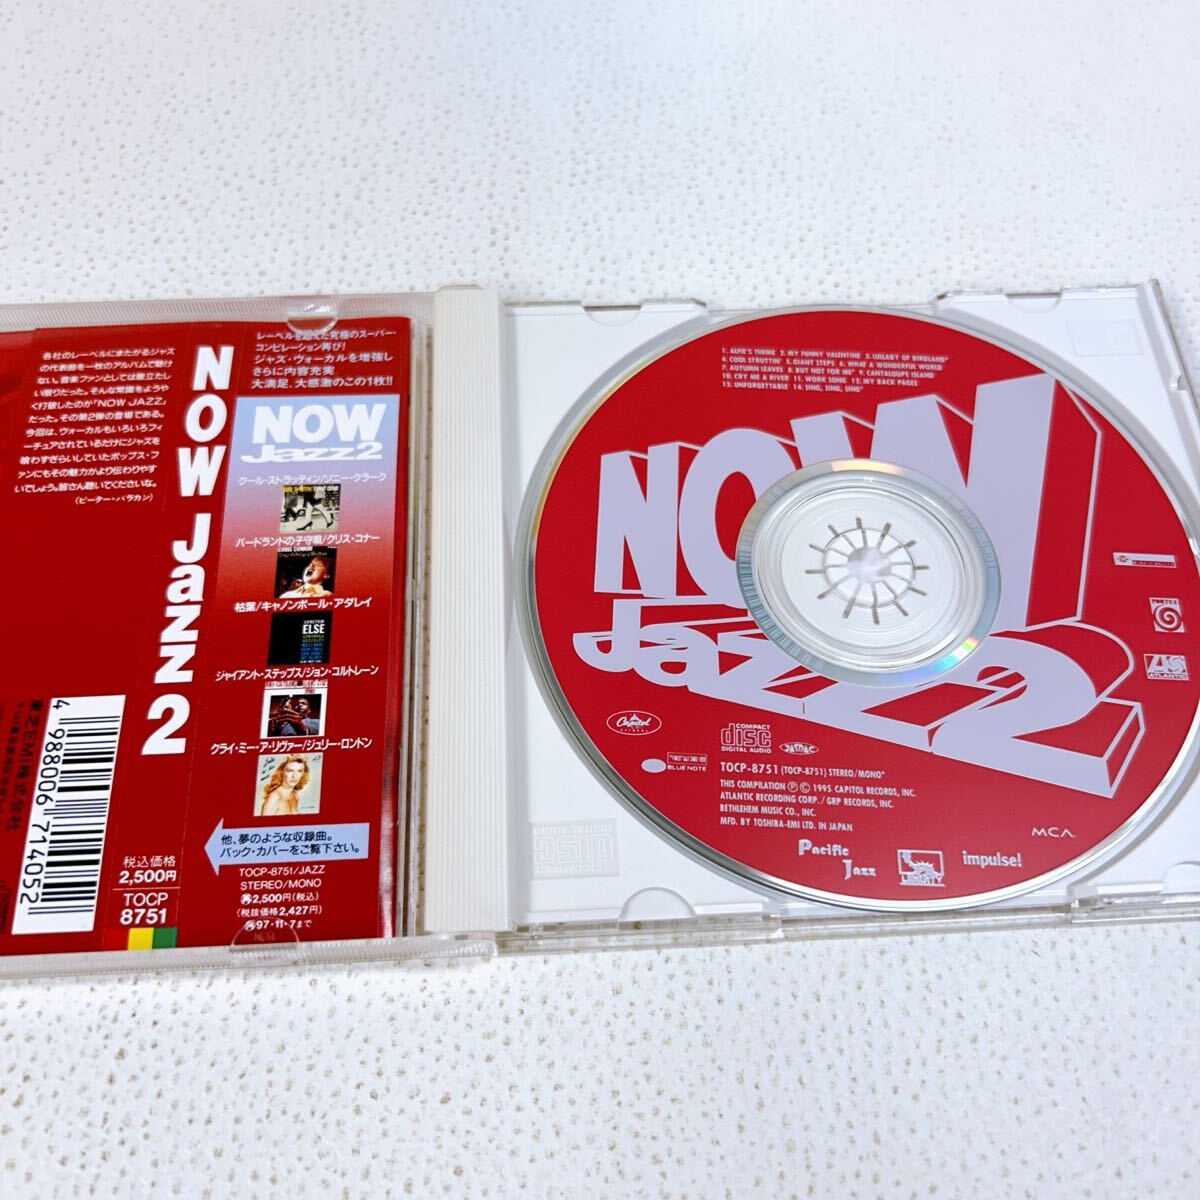 各社のレーベルにまたがるジャズ
の代表曲を一枚のアルバムで聴け
ない。音楽ファンとしては腹立たし
い限りだった。そんな常識をようや
く打破したのが「NOW JAZZ」
だった。その第2弾の登場である。
今回は、ヴォーカルもいろいろフィ
ーチュアされているだけにジャズを
喰わずぎらいしていたポップス・フ
ァンにもその魅力がより伝わりやす
いでしょう。皆さん聴いてくださいな。
(ピーター・バラカン)
4 988006 714052
東芝EMI株式会社
NOW Jazz 2
税込価格
2,500円
TOCP
8751
レーベルを超えた究極のスーパー・
コンピレーション再び!
ジャズ・ヴォーカルを増強し
さらに内容充実
大満足、大感激のこの1枚!!
NOW
Jazz 2
クール・ストラッティン/ソニー・クラーク
バードランドの子守唄/クリス・コナー
CHRIS CONNOR
枯葉/キャノンボール・アダレイ
SOMETHIN'
ELSE
ジャイアント・ステップス/ジョン・コルトレーン
クライ・ミー・ア・リヴァー/ジュリー・ロンドン
他、夢のような収録曲。
バック・カバーをご覧下さい。
TOCP-8751/JAZZ
STEREO/MONO
2,500円(税込)
(税抜価格2,427円)
97・11・7まで
1. ALFIE'S THEME 2. MY FUNNY VALENTINE 3. LULLABY OF BIRDLAND*
4. COOL STRUTTIN' 5. GIANT STEPS 6. WHAT A WONDERFUL WORLD
7. AUTUMN LEAVES 8. BUT NOT FOR ME* 9. CANTALOUPE ISLAND
10. CRY ME A RIVER 11. WORK SONG 12. MY BACK PAGES
13. UNFORGETTABLE* 14. SING, SING, SING*
NOW
Jazz 2
VORTEX
ATLANTIC
Capitol
RECORDS
COMPACT
disc
DIGITAL AUDIO
JASRAC
BLUE NOTE
TOCP-8751 (TOCP-8751) STEREO/MONO*
THIS COMPILATION Ⓟ © 1995 CAPITOL RECORDS, INC.
ATLANTIC RECORDING CORP. / GRP RECORDS, INC.
BETHLEHEM MUSIC CO., INC.
MFD. BY TOSHIBA-EMI LTD. IN JAPAN
MCA
Pacific
Jazz
LIBERTY
impulse!